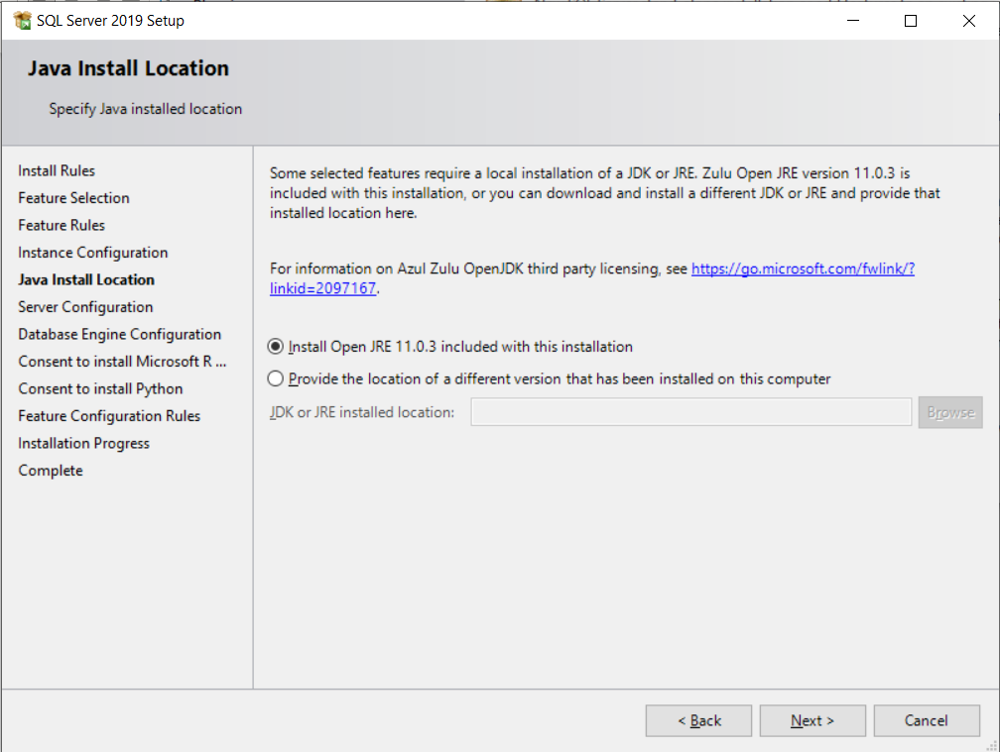 SQL Server 2019 Setup
Java Install Location
Specify Java installed location
Install Rules
Feature Selection
Feature Rules
Instance Configuration
Java Install Location
Server Configuration
Database Engine Configuration
Consent to install Microsoft R ...
Consent to install Python
Feature Configuration Rules
Installation Progress
Complete
Some selected features require a local installation of a JDK or JRE. Zulu Open JRE version 11.0.3 is
included with this installation, or you can download and install a different JDK or JRE and provide that
installed location here.
For information on Azul Zulu OpenJDK third party licensing, see https://go.microsoft.com/fwlink/?
linkid=2097167.
Install Open JRE 11.0.3 included with this installation
Provide the location of a different version that has been installed on this computer
JDK or JRE installed location:
Browse
< Back
Next >
Cancel